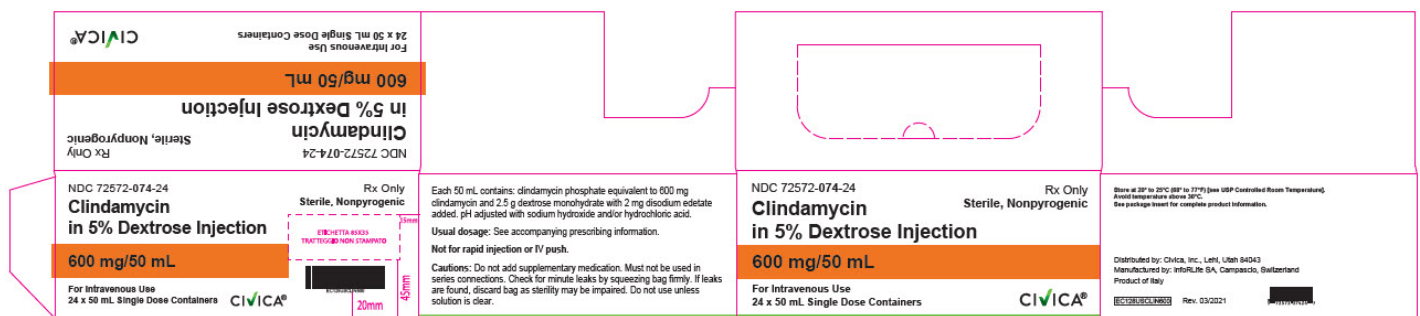 NDC 72572-074-24
Rx Only
Clindamycin
Sterile, Nonpyrogenic
in 5% Dextrose Injection
600 mg/50 mL
For Intravenous Use
24 x 50 mL Single Dose Containers
CIVICA®
NDC 72572-074-24
Rx Only
Sterile, Nonpyrogenic
Clindamycin
in 5% Dextrose Injection
ETICHETTA 85X35
TRATTEGGIO NON STAMPATO
25mm
600 mg/50 mL
EC128USCLIN600
45mm
20mm
For Intravenous Use
24 x 50 mL Single Dose Containers
CIVICA®
Each 50 mL contains: clindamycin phosphate equivalent to 600 mg
clindamycin and 2.5 g dextrose monohydrate with 2 mg disodium edetate
added. pH adjusted with sodium hydroxide and/or hydrochloric acid.
Usual dosage: See accompanying prescribing information.
Not for rapid injection or IV push.
Cautions: Do not add supplementary medication. Must not be used in
series connections. Check for minute leaks by squeezing bag firmly. If leaks
are found, discard bag as sterility may be impaired. Do not use unless
solution is clear.
NDC 72572-074-24
Rx Only
Clindamycin
Sterile, Nonpyrogenic
in 5% Dextrose Injection
600 mg/50 mL
For Intravenous Use
24 x 50 mL Single Dose Containers
CIVICA®
Store at 20° to 25°C (68° to 77°F) [see USP Controlled Room Temperature].
Avoid temperature above 30°C.
See package insert for complete product information.
Distributed by: Civica, Inc., Lehi, Utah 84043
Manufactured by: InfoRLife SA, Campascio, Switzerland
Product of Italy
EC128USCLIN600
Rev. 03/2021